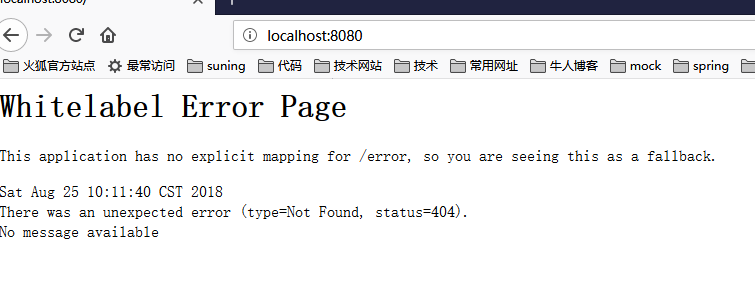 localhost:8080/
localhost:8080
火狐官方站点 最常访问 suning 代码 技术网站 技术 常用网址 牛人博客 mock spring
Whitelabel Error Page
This application has no explicit mapping for /error, so you are seeing this as a fallback.
Sat Aug 25 10:11:40 CST 2018
There was an unexpected error (type=Not Found, status=404).
No message available